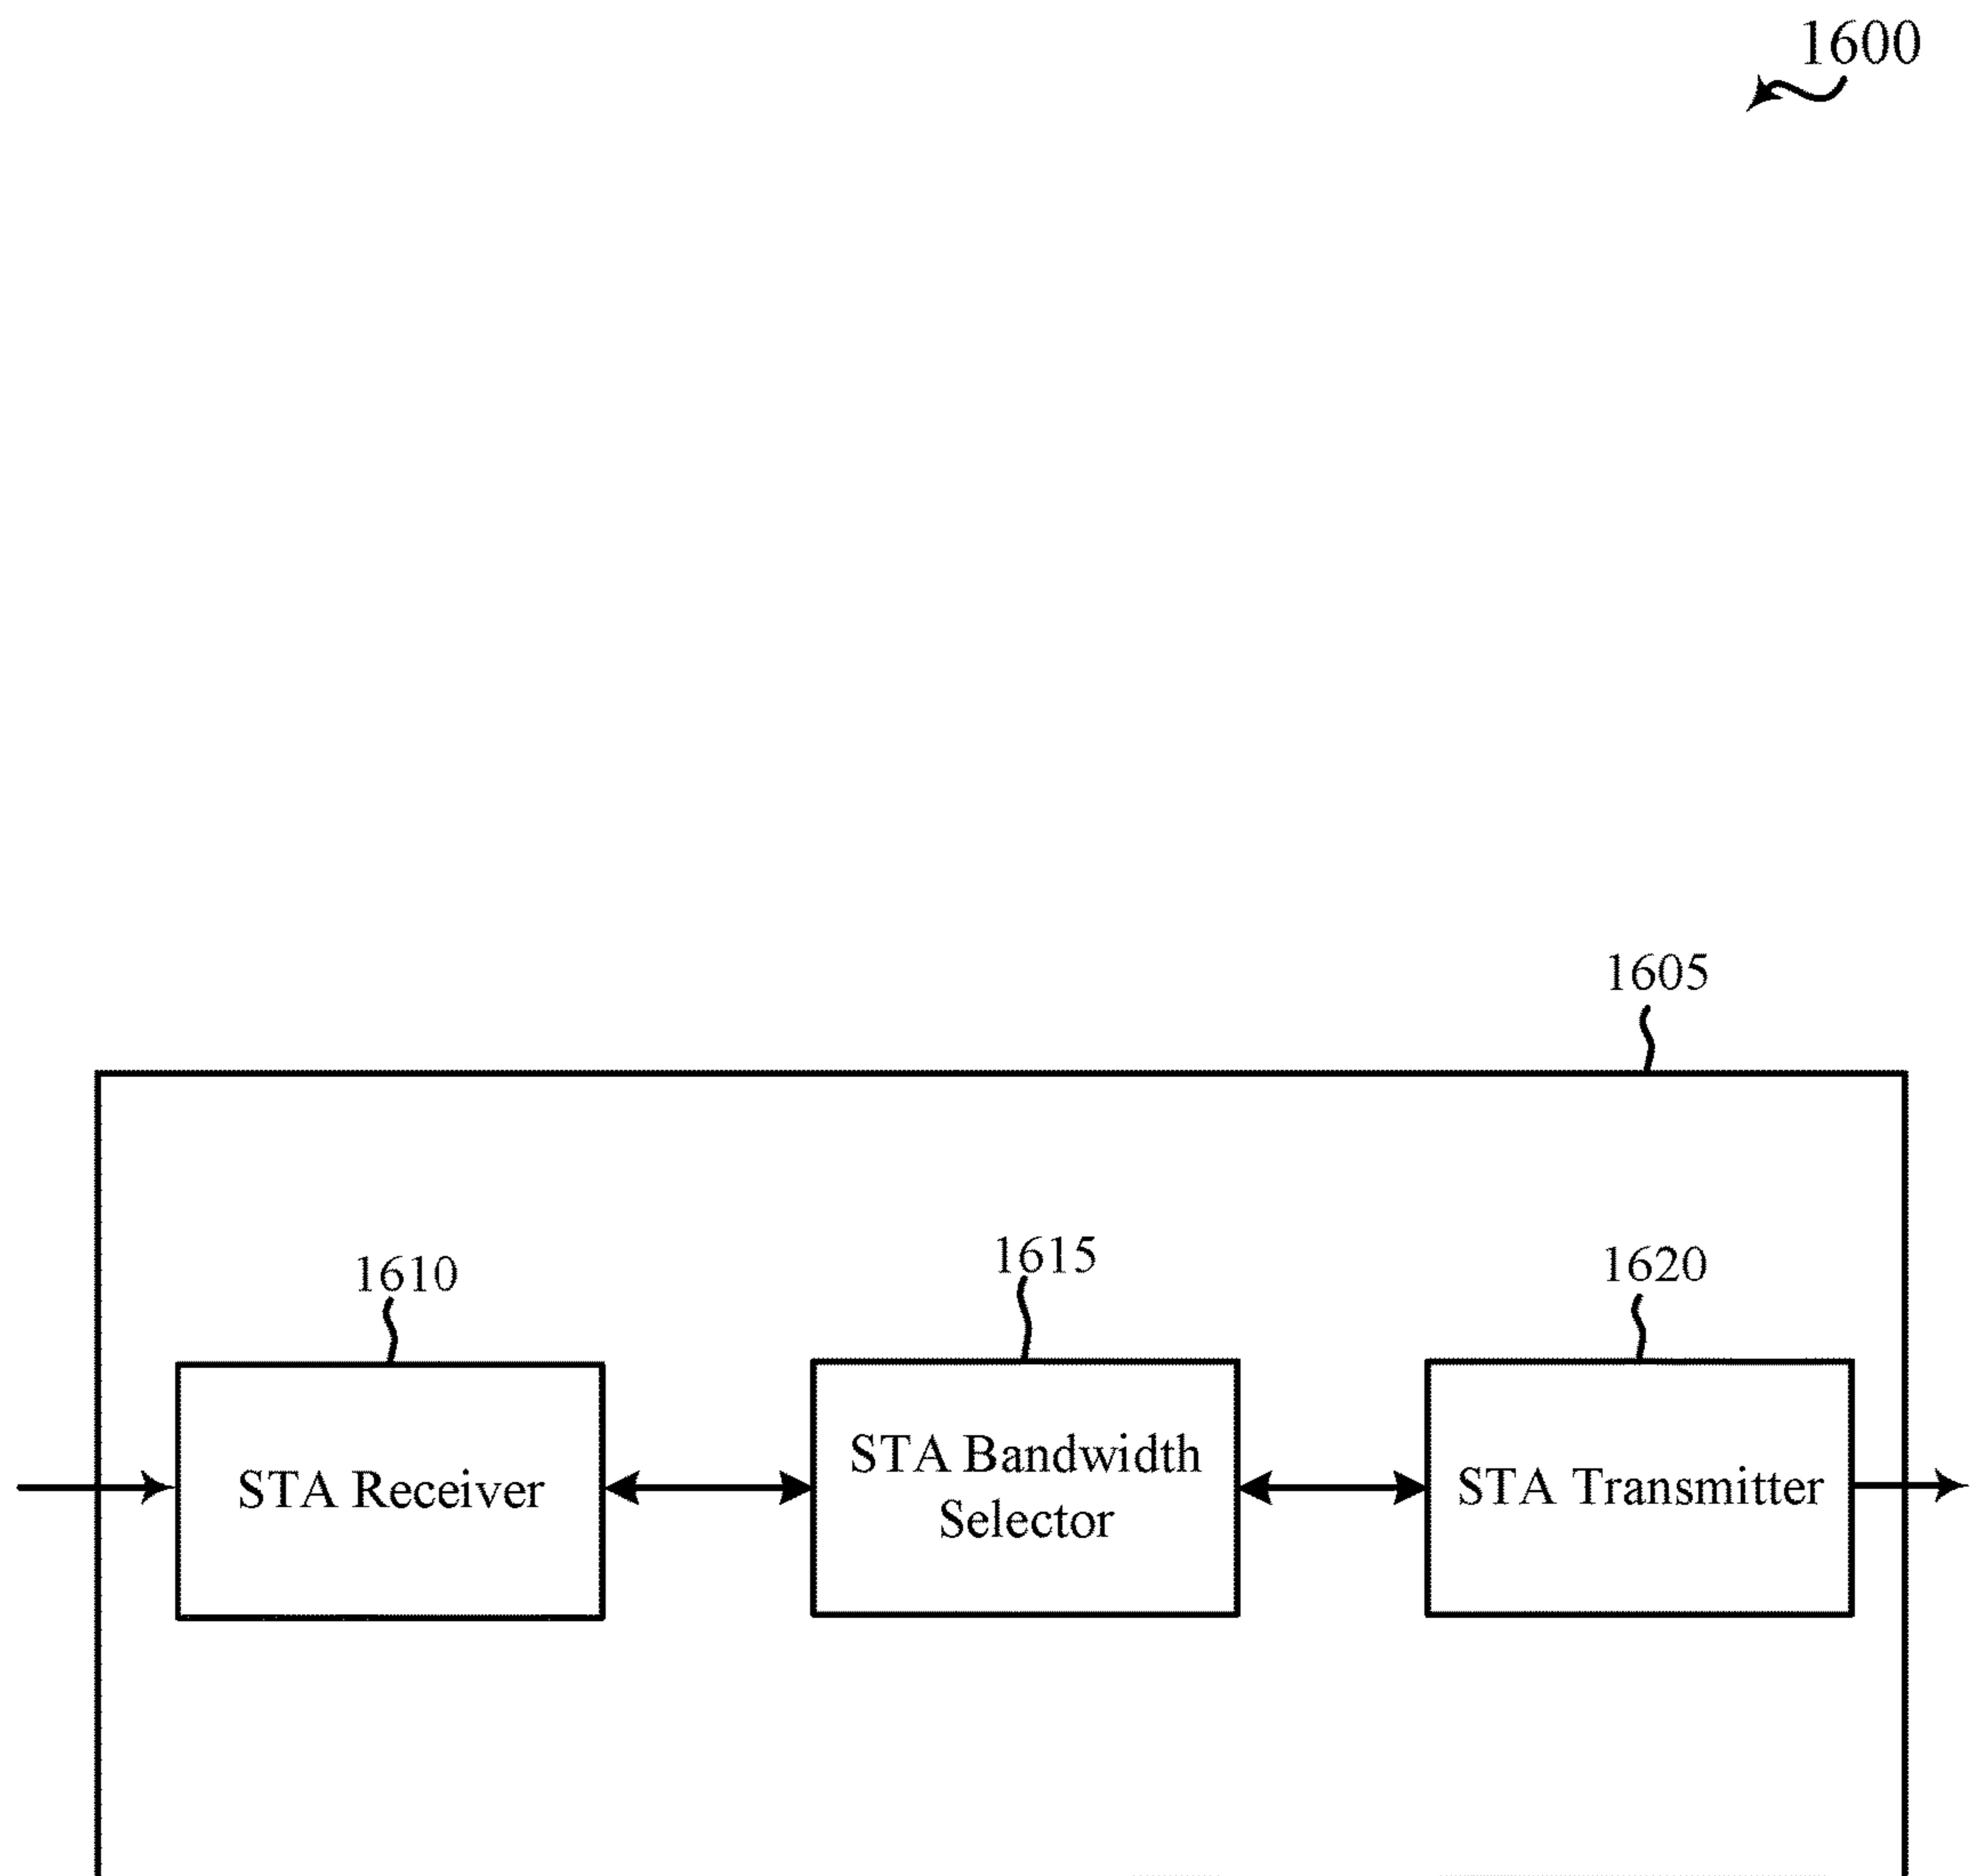 1600
1605
1610
1615
1620
STA Receiver
STA Bandwidth
Selector
STA Transmitter